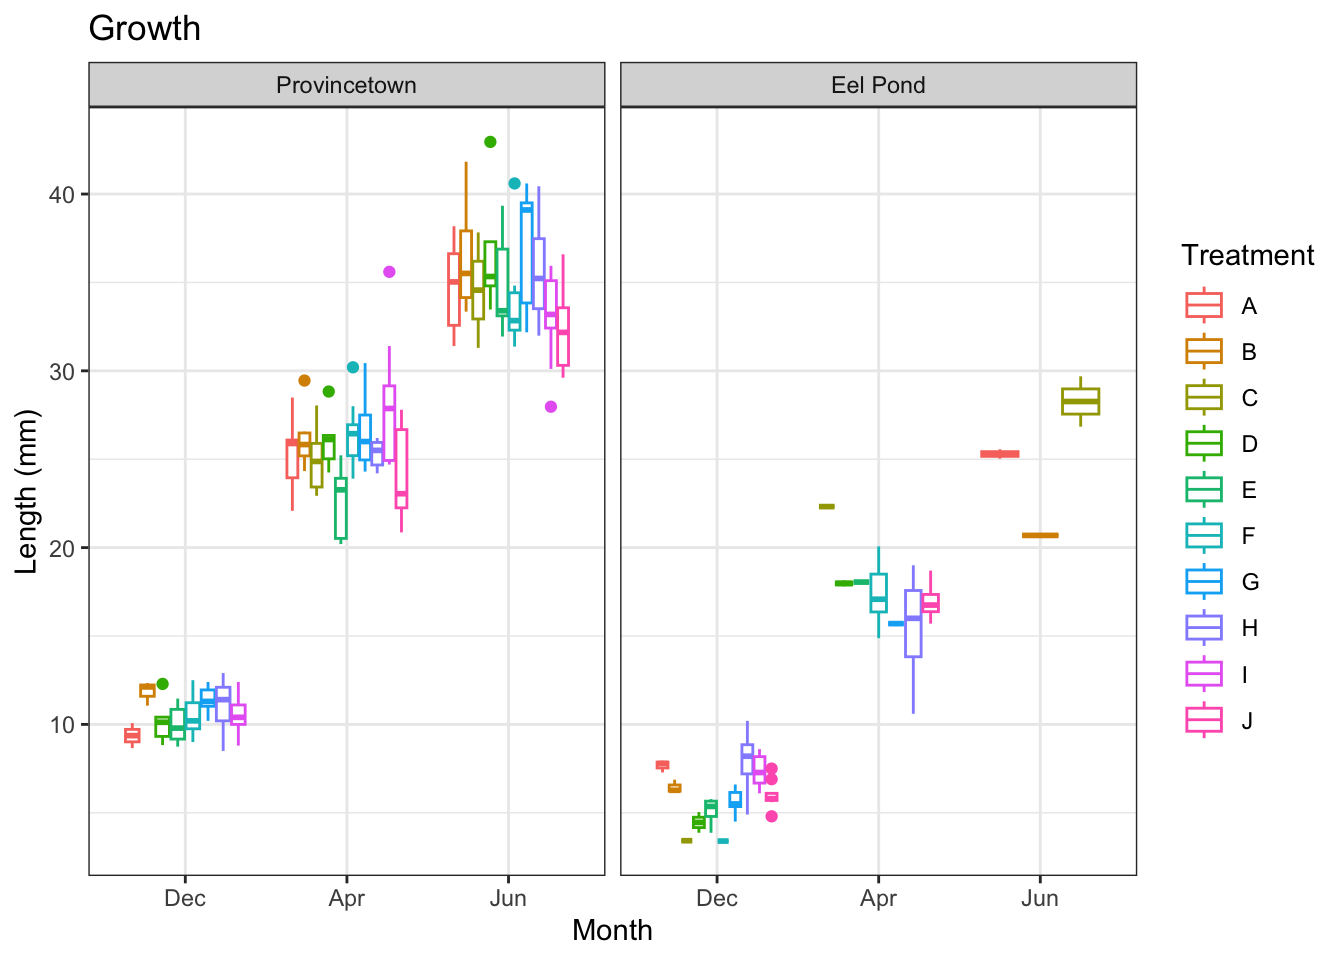 Growth
Provincetown
Eel Pond
40
30
20
10
Length (mm)
Dec
Apr
Jun
Dec
Apr
Jun
Month
Treatment
A
B
C
D
E
F
G
H
I
J